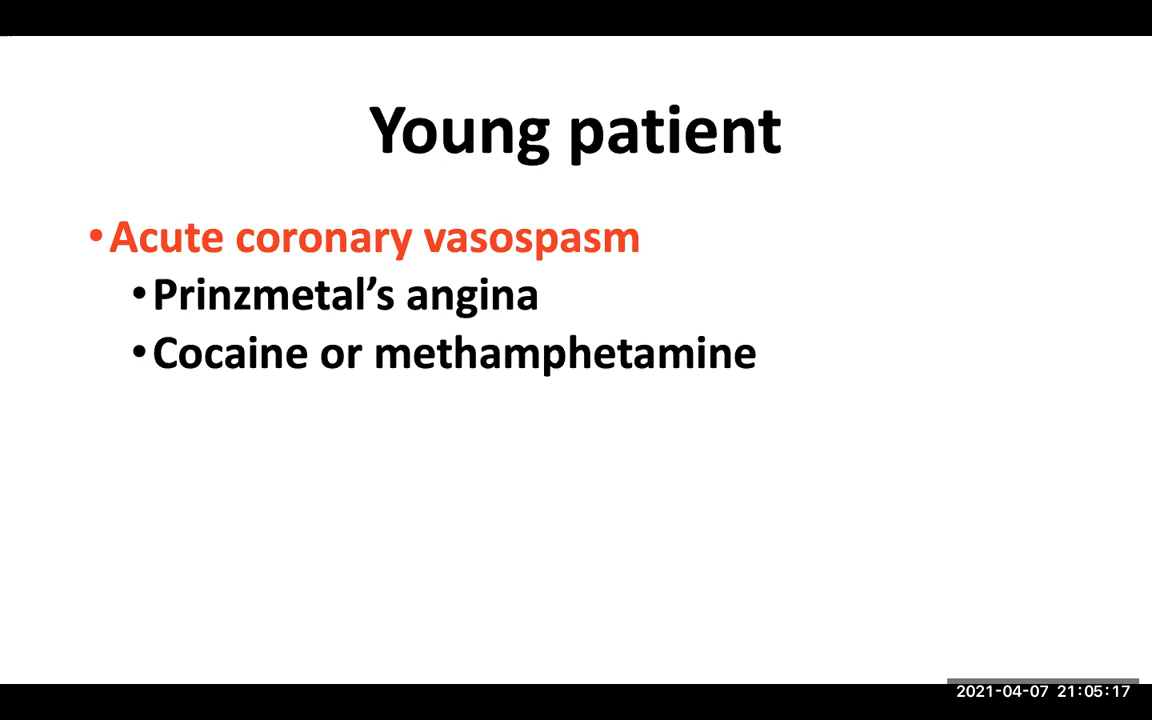 Young patient
•Acute coronary vasospasm
•Prinzmetal’s angina
•Cocaine or methamphetamine
2021-04-07 21:05:17